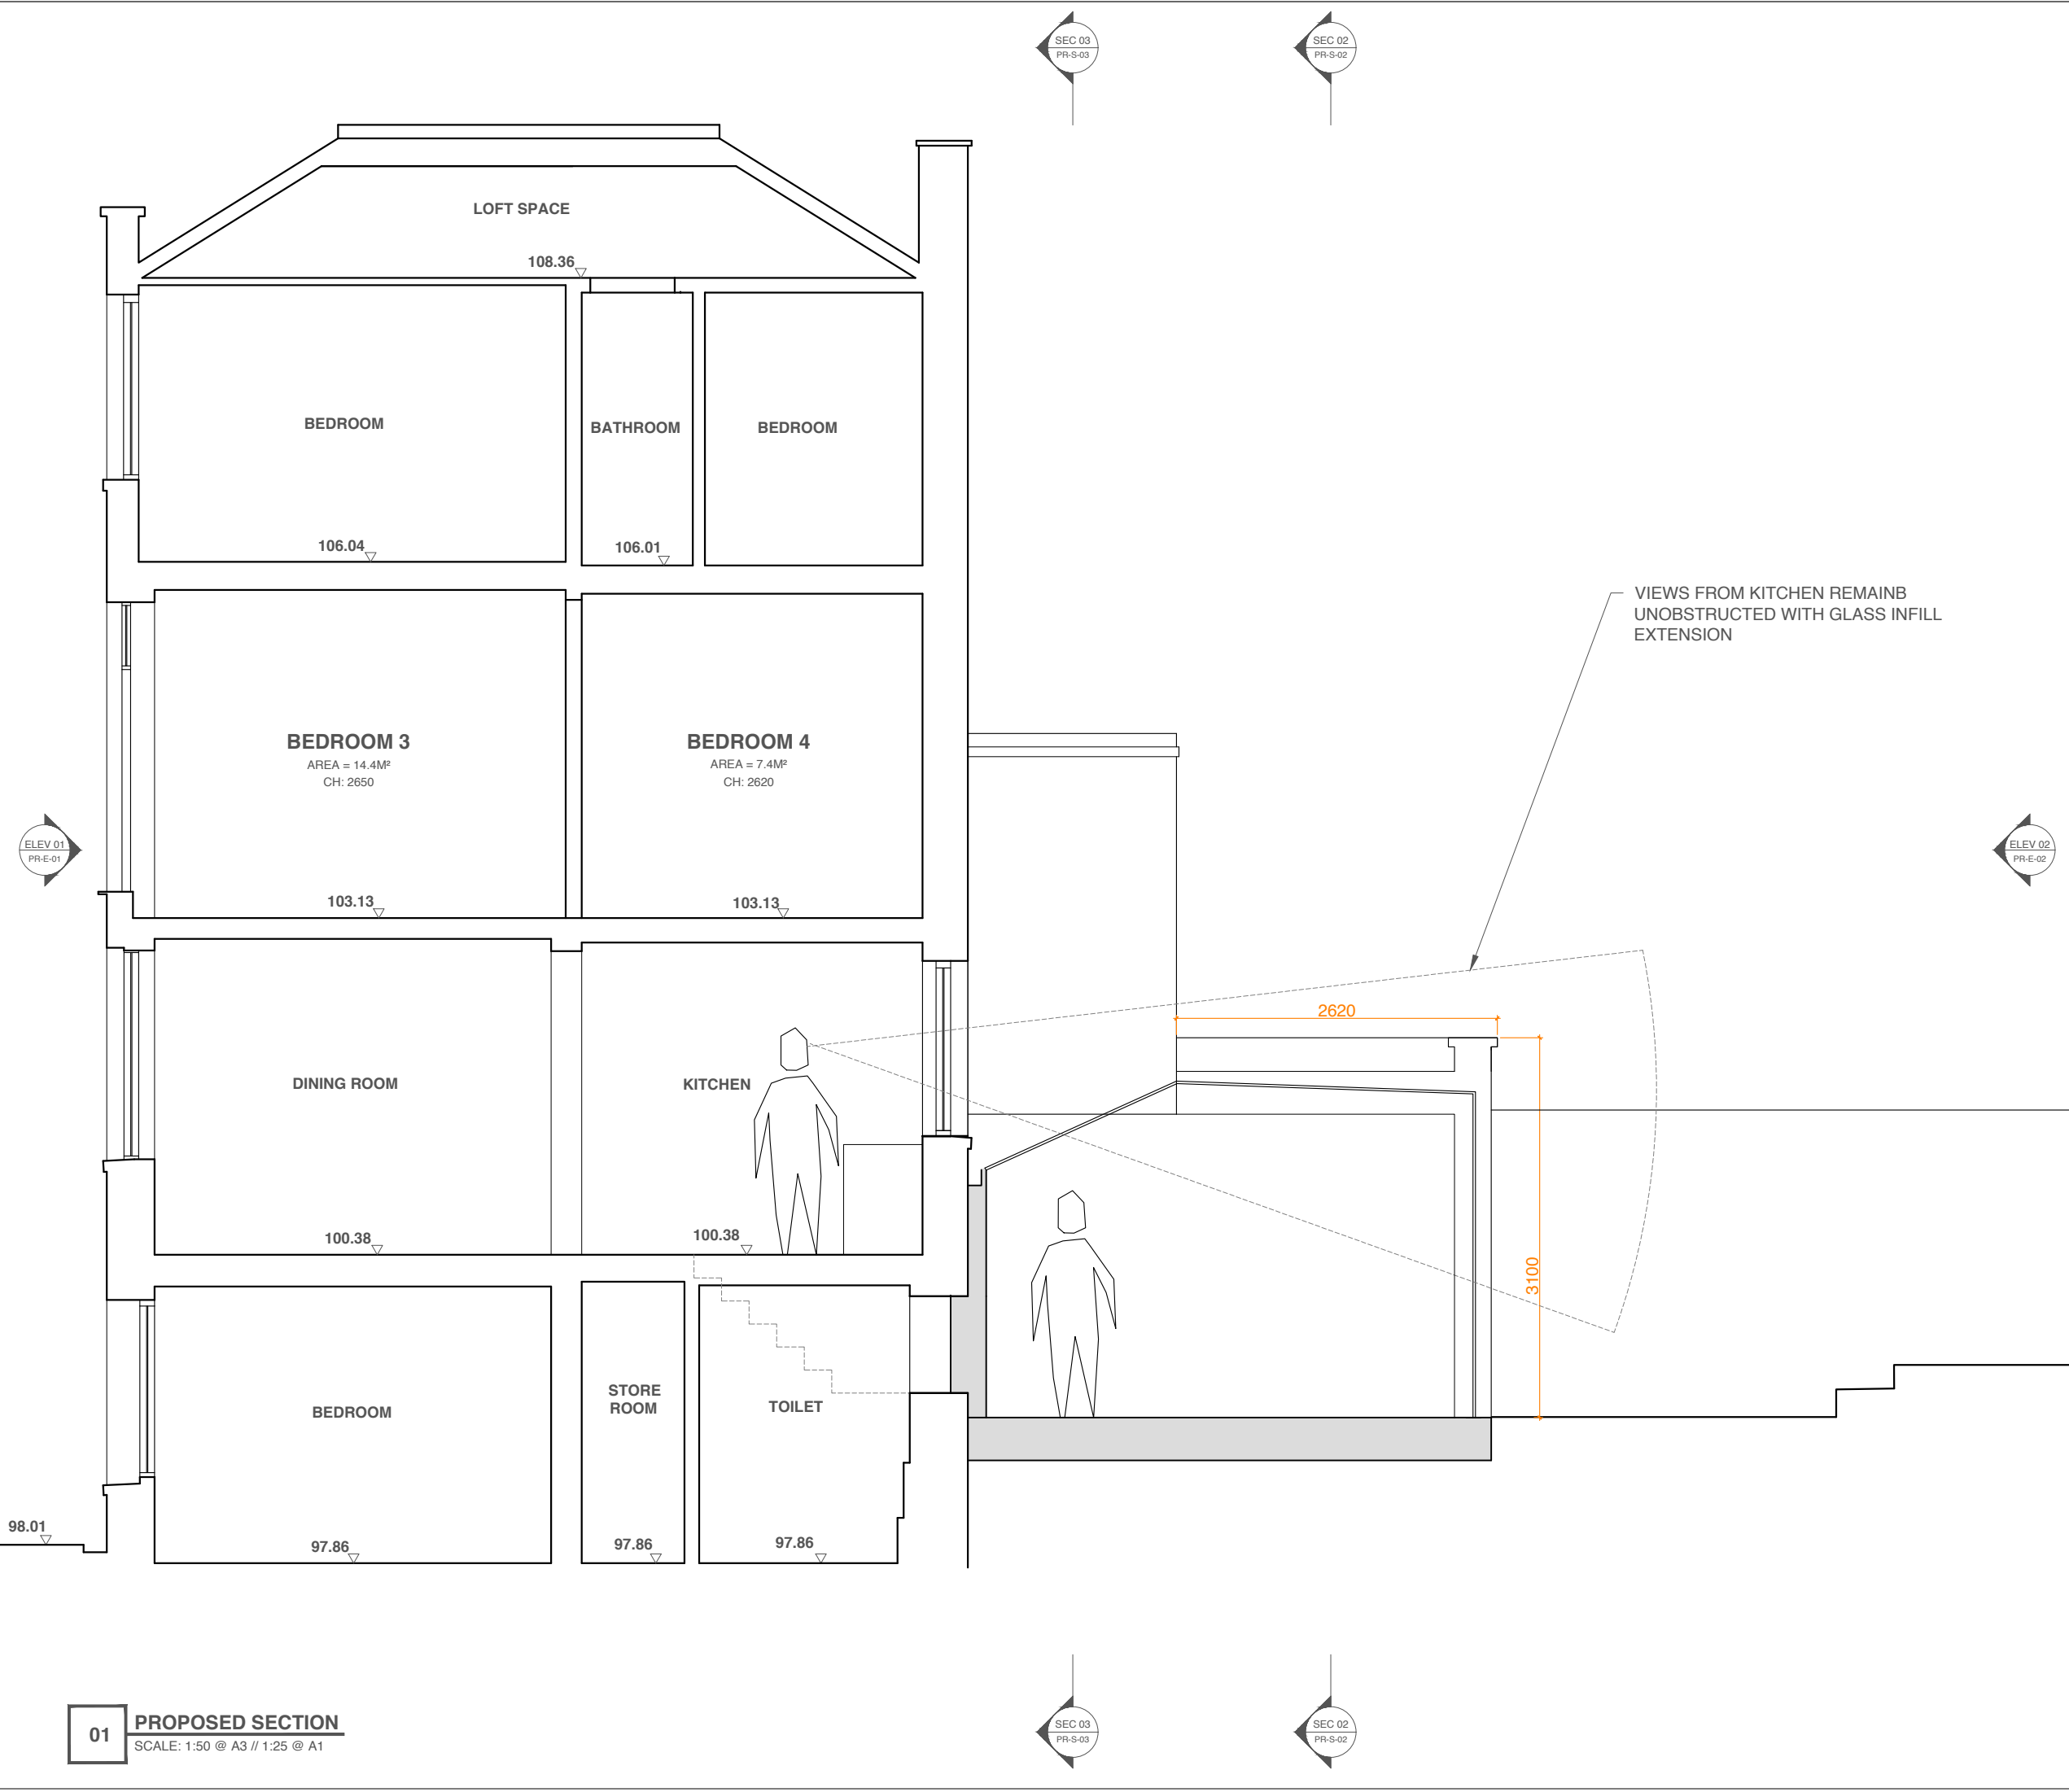 SEC 03
PR-S-03
SEC 02
PR-S-02
LOFT SPACE
108.36
BEDROOM
BATHROOM
BEDROOM
106.04
106.01
VIEWS FROM KITCHEN REMAINB
UNOBSTRUCTED WITH GLASS INFILL
EXTENSION
BEDROOM 3
AREA = 14.4M²
CH: 2650
BEDROOM 4
AREA = 7.4M²
CH: 2620
ELEV 01
PR-E-01
ELEV 02
PR-E-02
103.13
103.13
2620
DINING ROOM
KITCHEN
100.38
100.38
3100
BEDROOM
STORE
ROOM
TOILET
98.01
97.86
97.86
97.86
01
PROPOSED SECTION
SCALE: 1:50 @ A3 // 1:25 @ A1
SEC 03
PR-S-03
SEC 02
PR-S-02